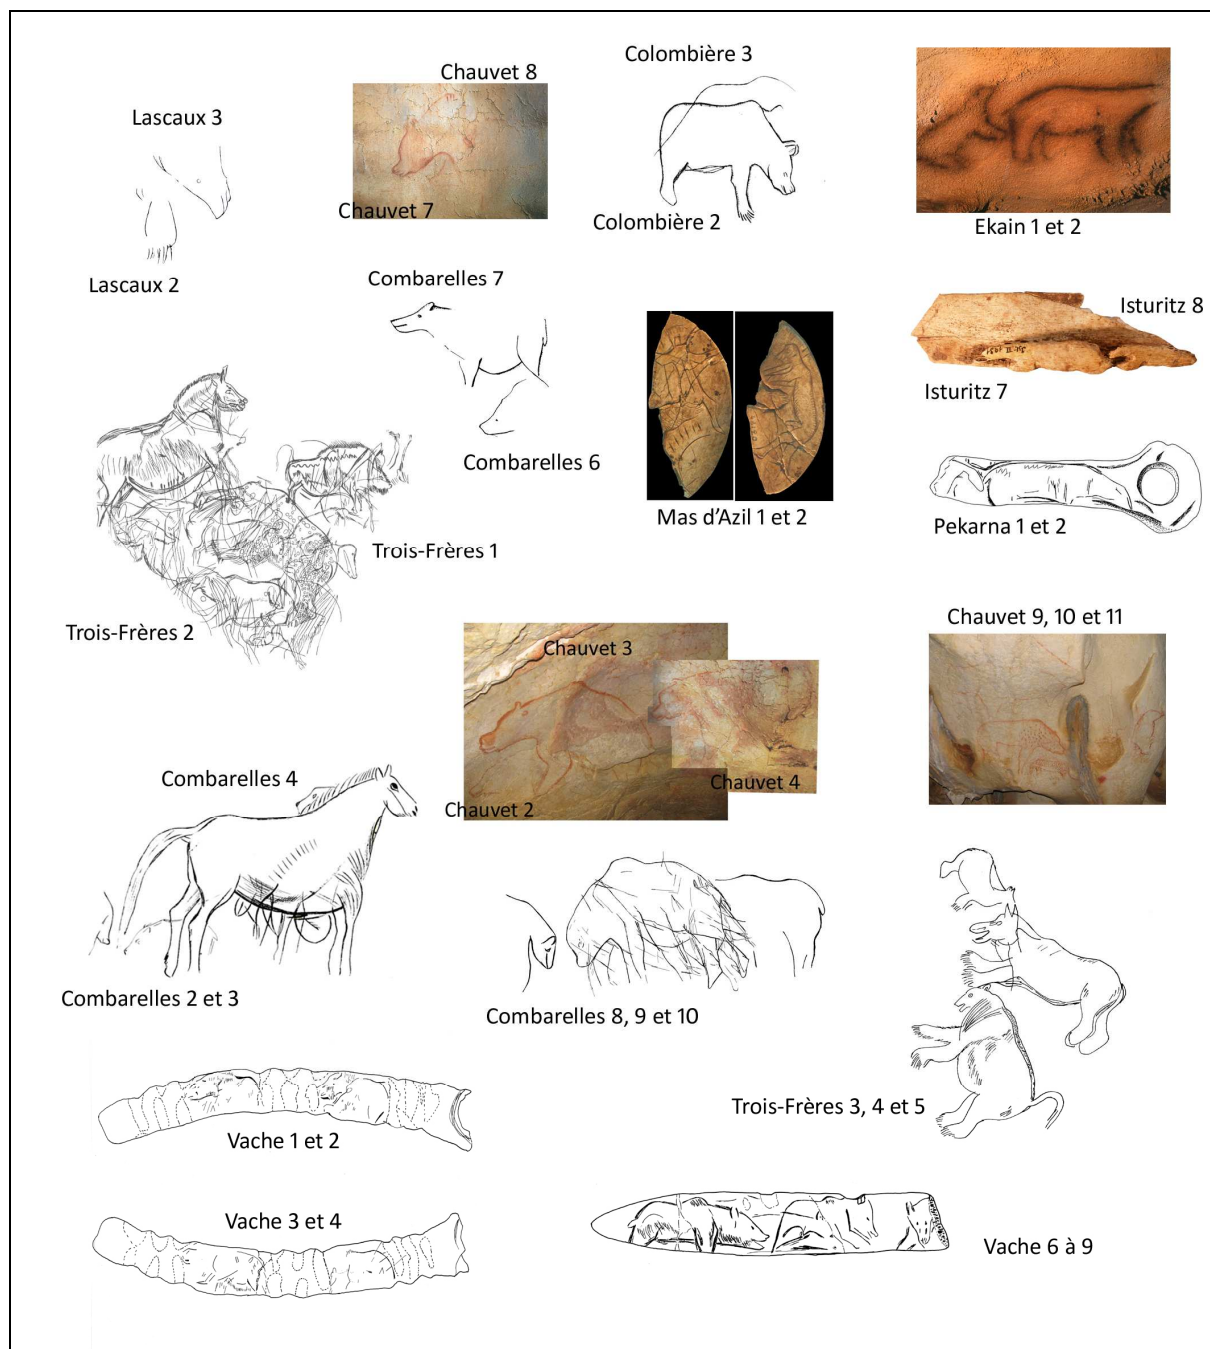 Colombière 3
Chauvet 8
Lascaux 3
Chauvet 7
Colombière 2
Ekain 1 et 2
Lascaux 2
Combarelles 7
Isturitz 8
Isturitz 7
Combarelles 6
Mas d’Azil 1 et 2
Pekarna 1 et 2
Trois-Frères 1
Trois-Frères 2
Chauvet 9, 10 et 11
Chauvet 3
Combarelles 4
Chauvet 4
Chauvet 2
Combarelles 2 et 3
Combarelles 8, 9 et 10
Trois-Frères 3, 4 et 5
Vache 1 et 2
Vache 3 et 4
Vache 6 à 9